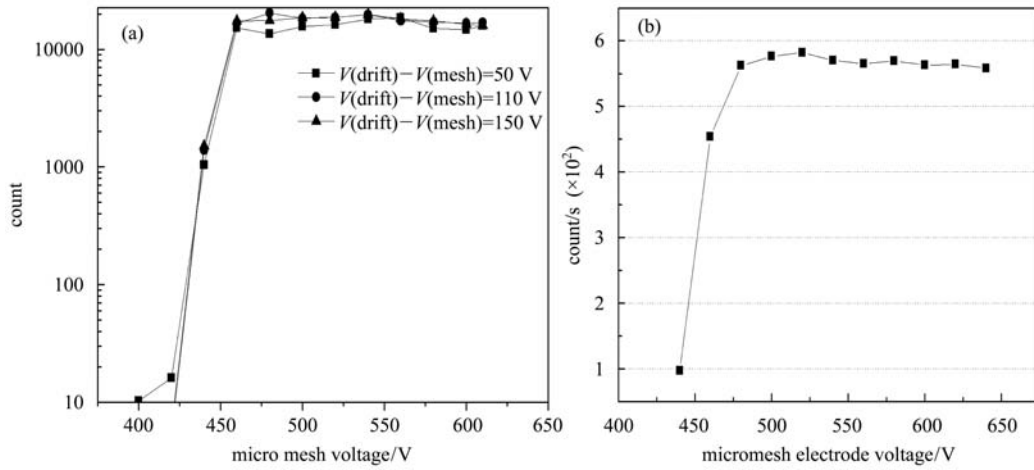 (a)
10000
1000
100
10
count
V(drift)−V(mesh)=50 V
V(drift)−V(mesh)=110 V
V(drift)−V(mesh)=150 V
400 450 500 550 600 650
micro mesh voltage/V
(b)
6
5
4
3
2
1
count/s (×10²)
400 450 500 550 600 650
micromesh electrode voltage/V